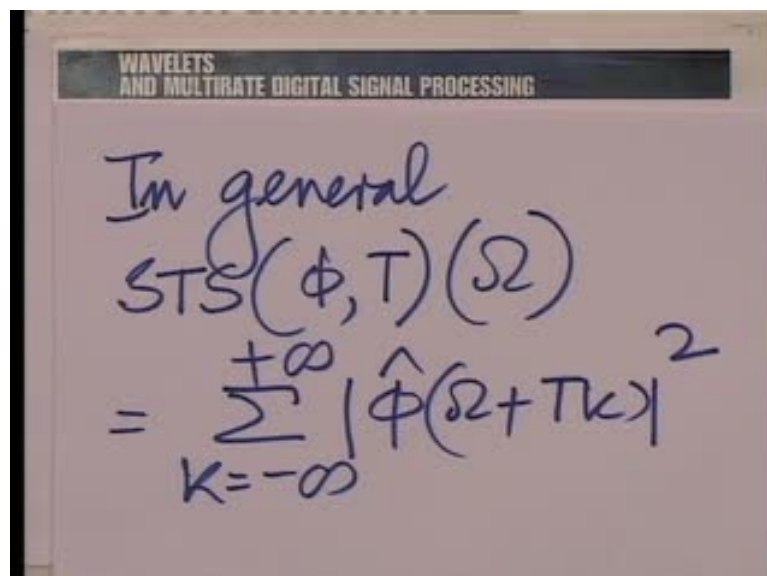 WAVELETS
AND MULTIRATE DIGITAL SIGNAL PROCESSING
In general
STS(ϕ,T)(Ω)
+∞
= Σ |ϕ̂(Ω+Tk)|²
K=-∞